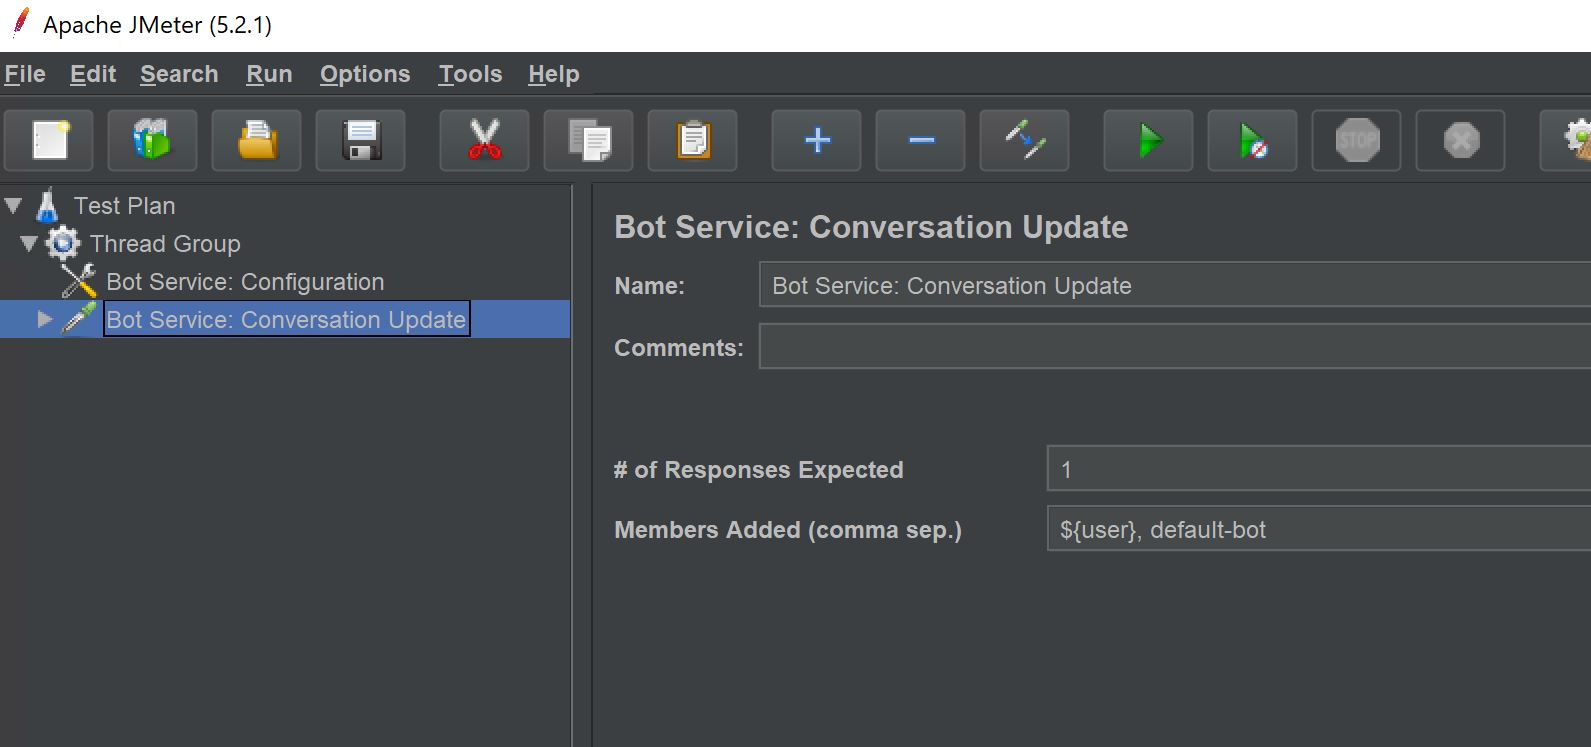 Apache JMeter (5.2.1)
File Edit Search Run Options Tools Help
STOP
Test Plan
Thread Group
Bot Service: Configuration
Bot Service: Conversation Update
Bot Service: Conversation Update
Name: Bot Service: Conversation Update
Comments:
# of Responses Expected 1
Members Added (comma sep.) ${user}, default-bot